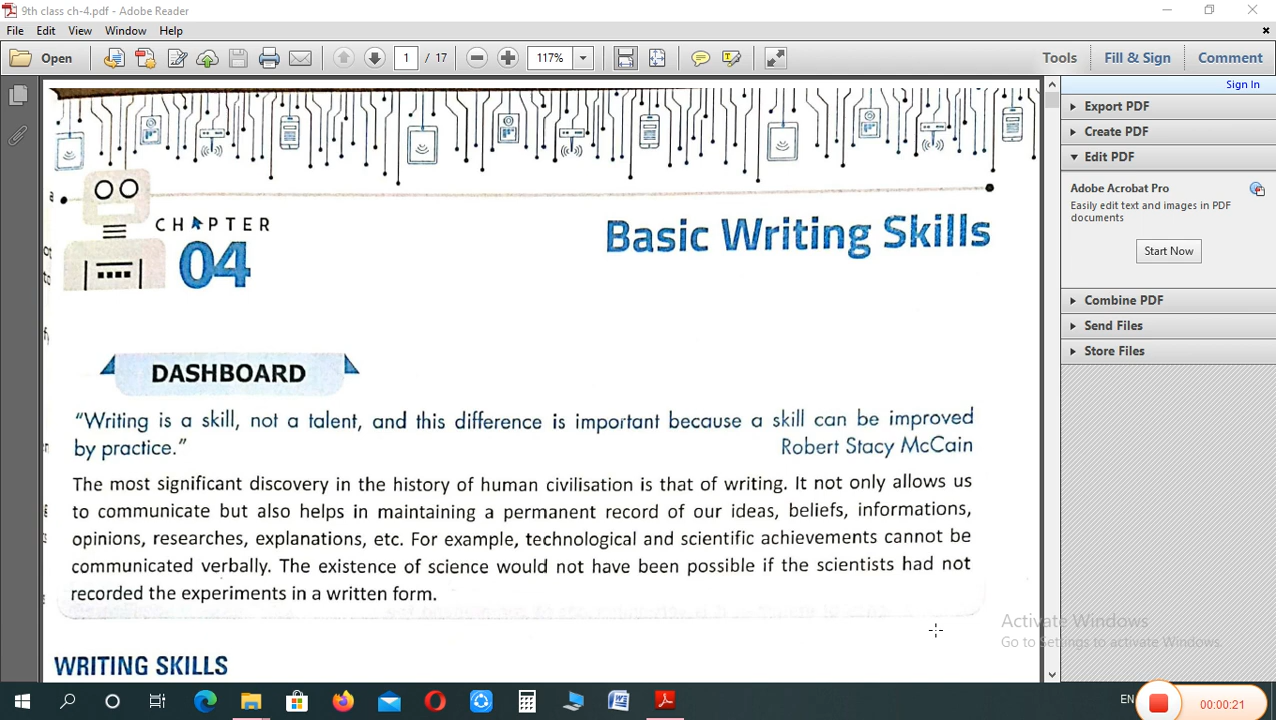 9th class ch-4.pdf - Adobe Reader
File Edit View Window Help
Open 1 / 17 117% Tools Fill & Sign Comment
Sign In
Export PDF
Create PDF
Edit PDF
Adobe Acrobat Pro
Easily edit text and images in PDF
documents
Start Now
Combine PDF
Send Files
Store Files
CHAPTER
04
Basic Writing Skills
DASHBOARD
“Writing is a skill, not a talent, and this difference is important because a skill can be improved
by practice.” Robert Stacy McCain
The most significant discovery in the history of human civilisation is that of writing. It not only allows us
to communicate but also helps in maintaining a permanent record of our ideas, beliefs, informations,
opinions, researches, explanations, etc. For example, technological and scientific achievements cannot be
communicated verbally. The existence of science would not have been possible if the scientists had not
recorded the experiments in a written form.
WRITING SKILLS
Activate Windows
Go to Settings to activate Windows.
EN
00:00:21